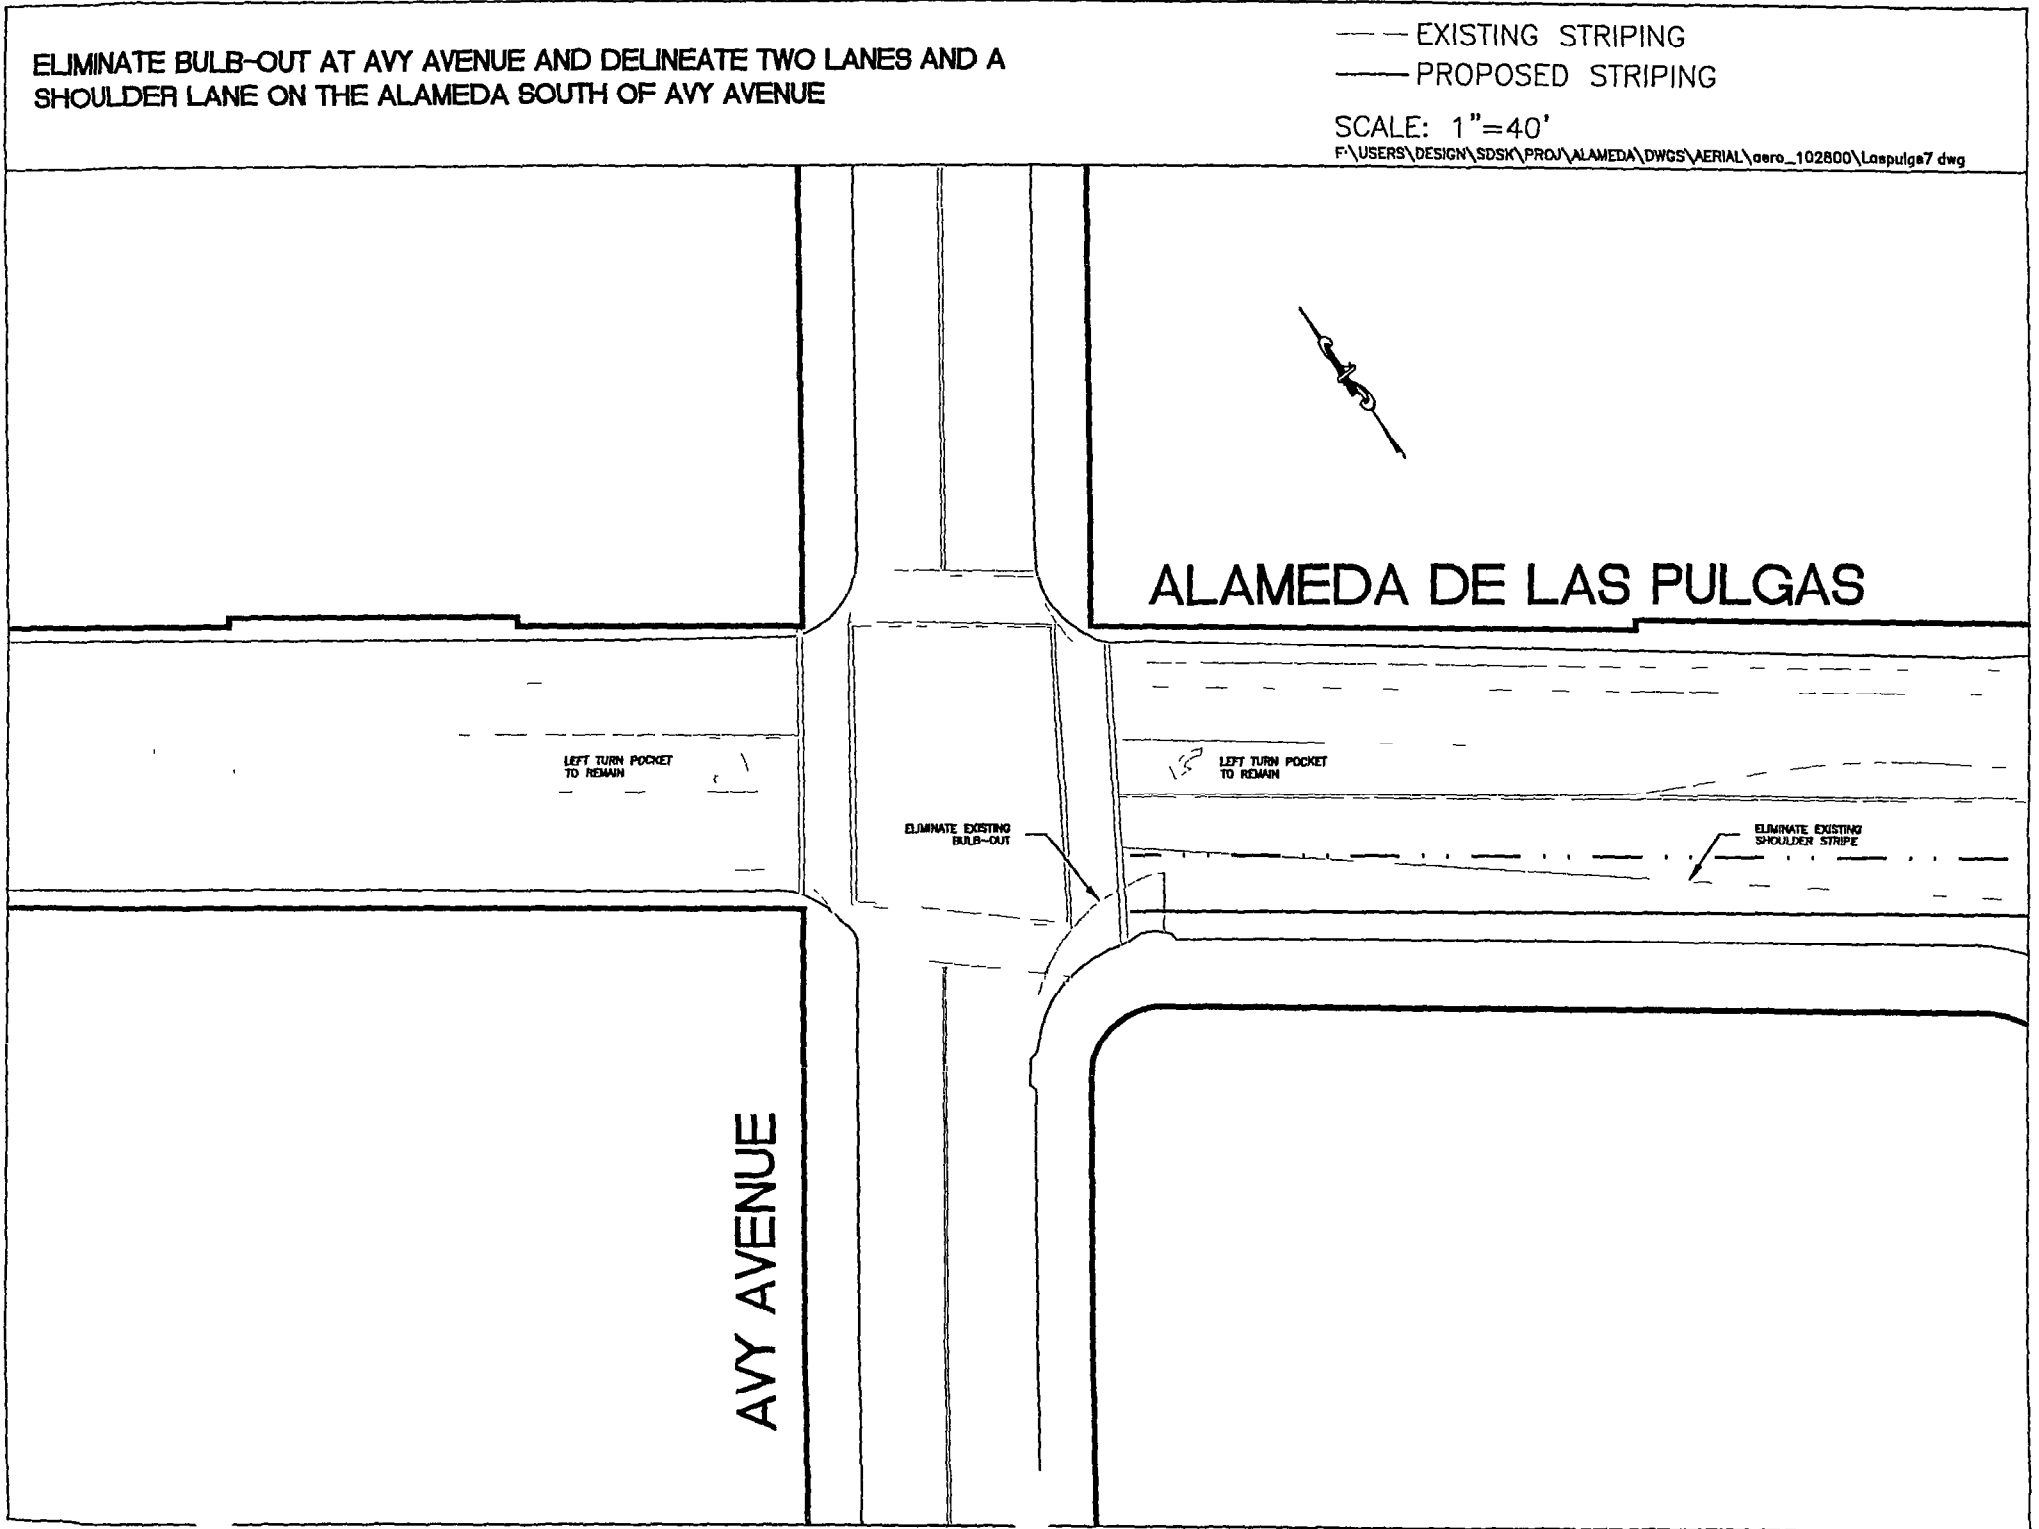 ELIMINATE BULB-OUT AT AVY AVENUE AND DELINEATE TWO LANES AND A
SHOULDER LANE ON THE ALAMEDA SOUTH OF AVY AVENUE
EXISTING STRIPING
PROPOSED STRIPING
SCALE: 1"=40'
F:\USERS\DESIGN\SDSK\PROJ\ALAMEDA\DWGS\AERIAL\aero_102800\Laspulga7 dwg
ALAMEDA DE LAS PULGAS
LEFT TURN POCKET
TO REMAIN
LEFT TURN POCKET
TO REMAIN
ELIMINATE EXISTING
BULB-OUT
ELIMINATE EXISTING
SHOULDER STRIPE
AVY AVENUE